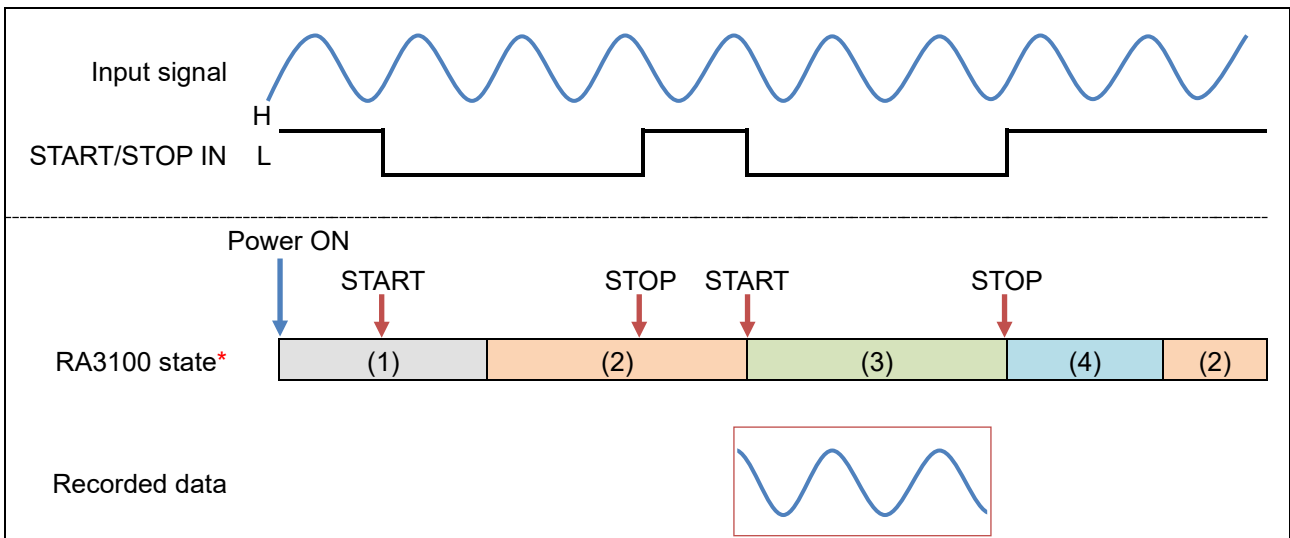 Input signal
H
START/STOP IN L
Power ON
START STOP START STOP
RA3100 state* (1) (2) (3) (4) (2)
Recorded data